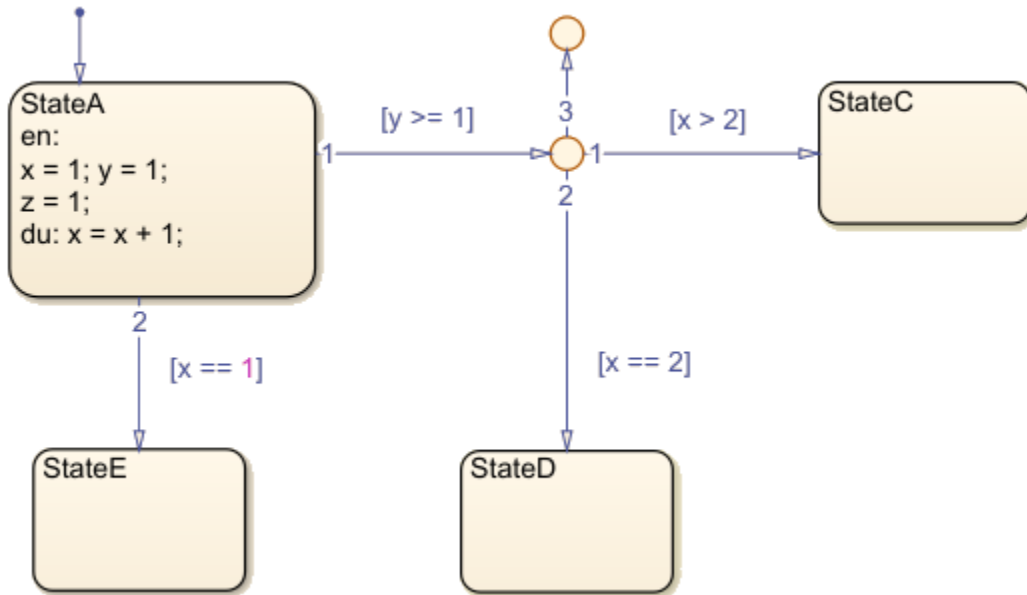 StateA
en:
x = 1; y = 1;
z = 1;
du: x = x + 1;
1
[y >= 1]
3
1
[x > 2]
StateC
2
2
[x == 1]
[x == 2]
StateE
StateD